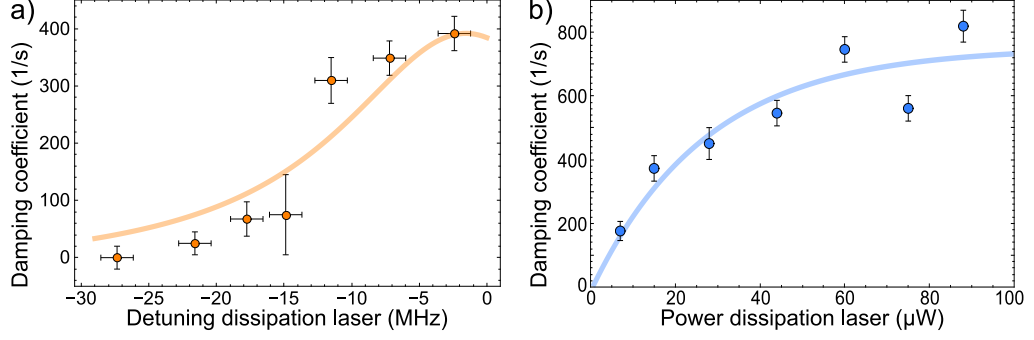 a)
Damping coefficient (1/s)
400
300
200
100
0
−30 −25 −20 −15 −10 −5 0
Detuning dissipation laser (MHz)
b)
Damping coefficient (1/s)
800
600
400
200
0
0 20 40 60 80 100
Power dissipation laser (μW)